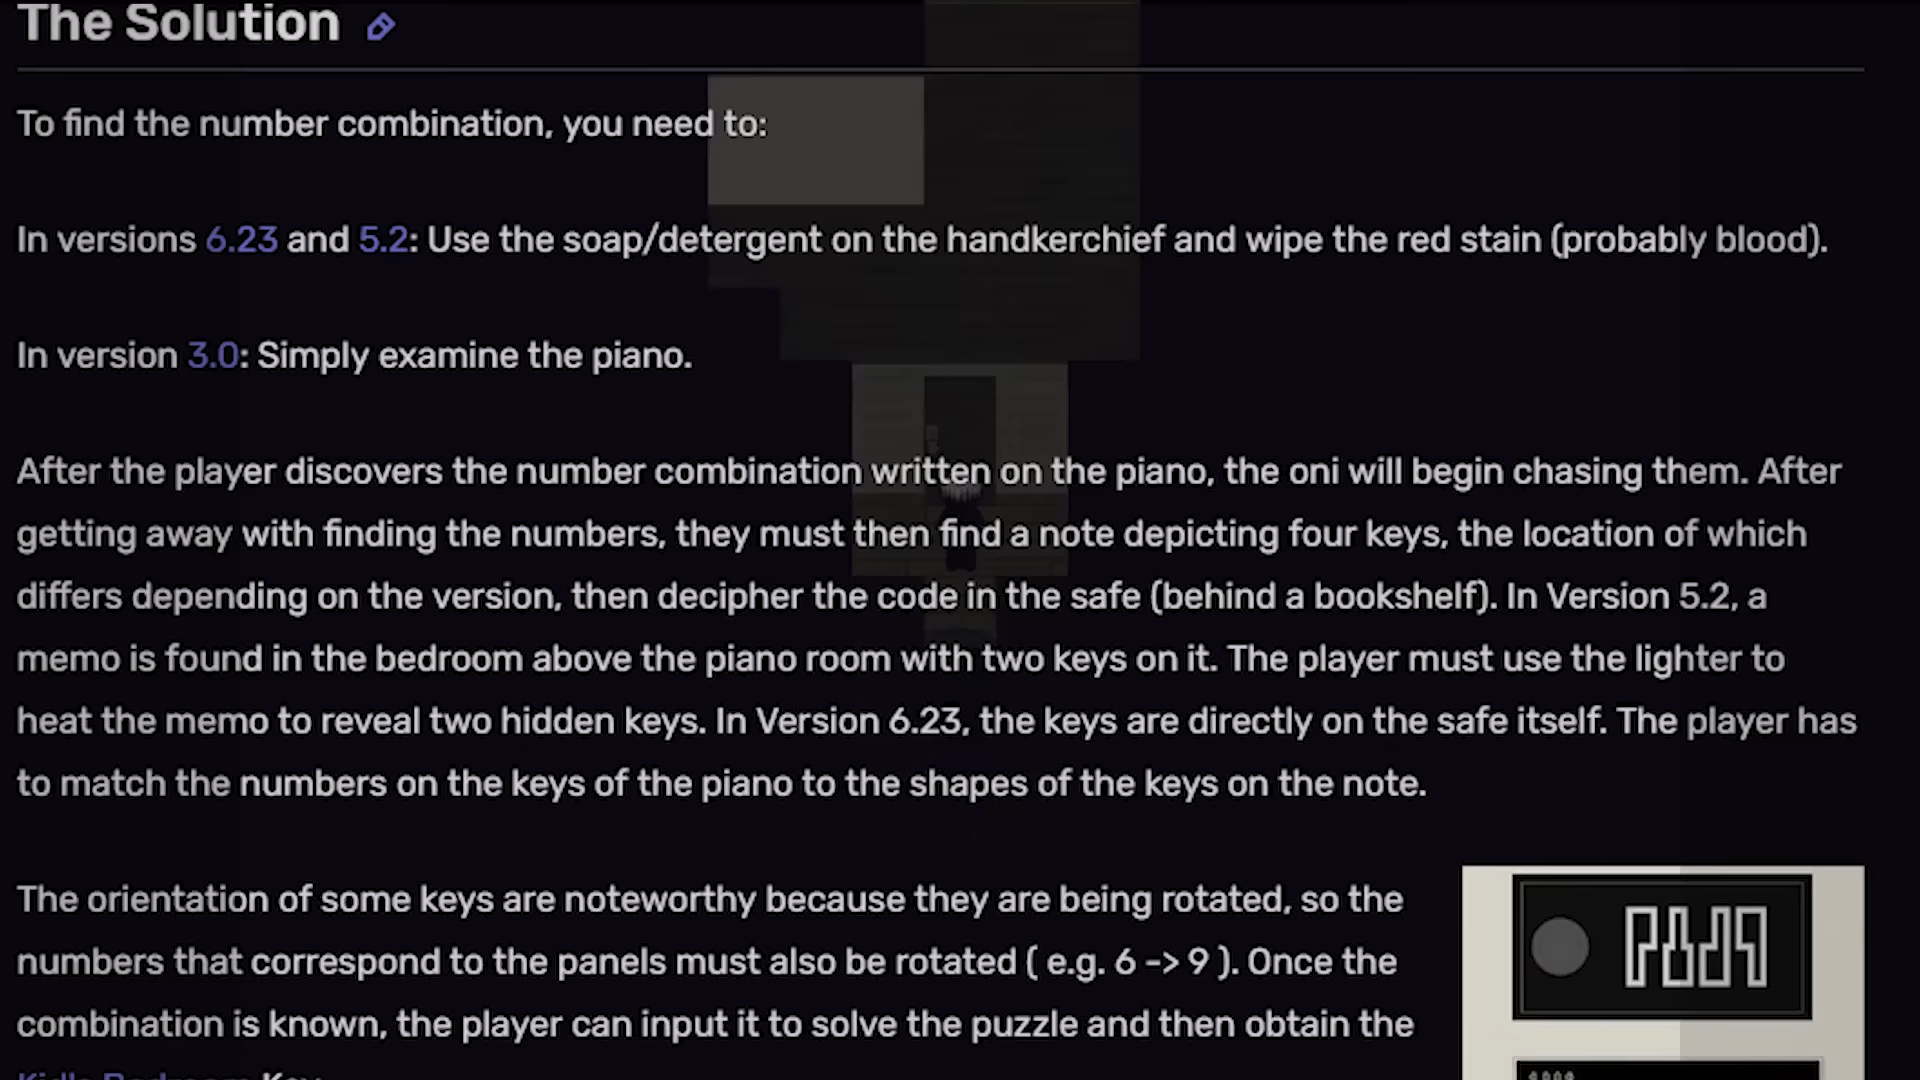 The Solution
To find the number combination, you need to:
In versions 6.23 and 5.2: Use the soap/detergent on the handkerchief and wipe the red stain (probably blood).
In version 3.0: Simply examine the piano.
After the player discovers the number combination written on the piano, the oni will begin chasing them. After
getting away with finding the numbers, they must then find a note depicting four keys, the location of which
differs depending on the version, then decipher the code in the safe (behind a bookshelf). In Version 5.2, a
memo is found in the bedroom above the piano room with two keys on it. The player must use the lighter to
heat the memo to reveal two hidden keys. In Version 6.23, the keys are directly on the safe itself. The player has
to match the numbers on the keys of the piano to the shapes of the keys on the note.
The orientation of some keys are noteworthy because they are being rotated, so the
numbers that correspond to the panels must also be rotated ( e.g. 6 -> 9 ). Once the
combination is known, the player can input it to solve the puzzle and then obtain the